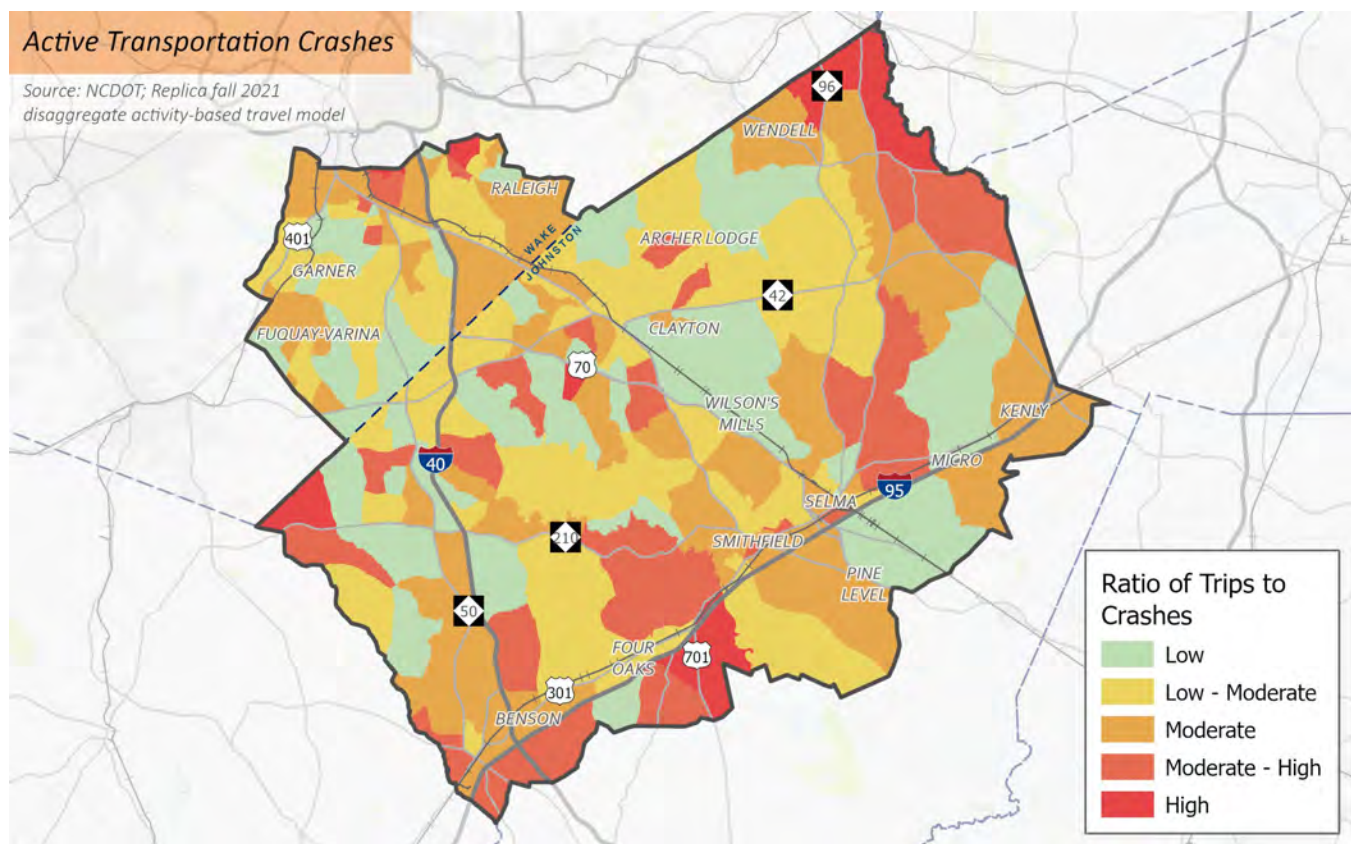 Active Transportation Crashes
Source: NCDOT; Replica fall 2021
disaggregate activity-based travel model
96
WENDELL
RALEIGH
401
WAKE
JOHNSTON
ARCHER LODGE
GARNER
42
FUQUAY-VARINA
CLAYTON
70
WILSON'S
MILLS
KENLY
40
MICRO
95
SELMA
210
SMITHFIELD
PINE
LEVEL
50
FOUR
OAKS
701
301
BENSON
Ratio of Trips to
Crashes
Low
Low - Moderate
Moderate
Moderate - High
High